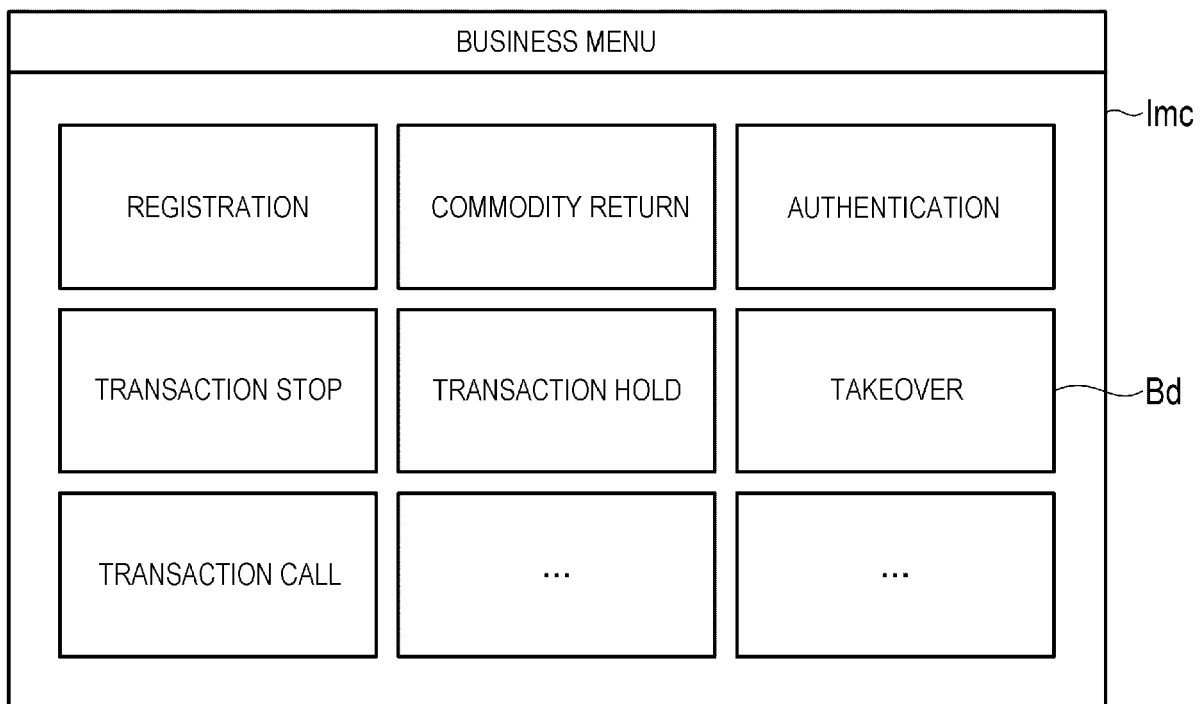 BUSINESS MENU
Imc
REGISTRATION
COMMODITY RETURN
AUTHENTICATION
TRANSACTION STOP
TRANSACTION HOLD
TAKEOVER
Bd
TRANSACTION CALL
...
...